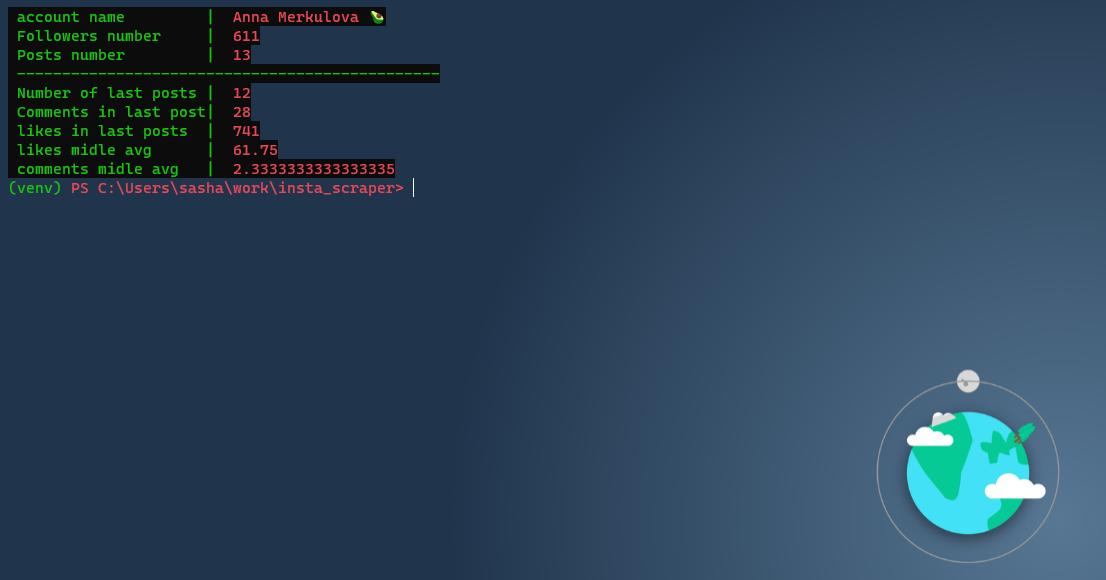 account name | Anna Merkulova 🥑
Followers number | 611
Posts number | 13
-----------------------------------------------
Number of last posts | 12
Comments in last post| 28
likes in last posts | 741
likes midle avg | 61.75
comments midle avg | 2.3333333333333335
(venv) PS C:\Users\sasha\work\insta_scraper>